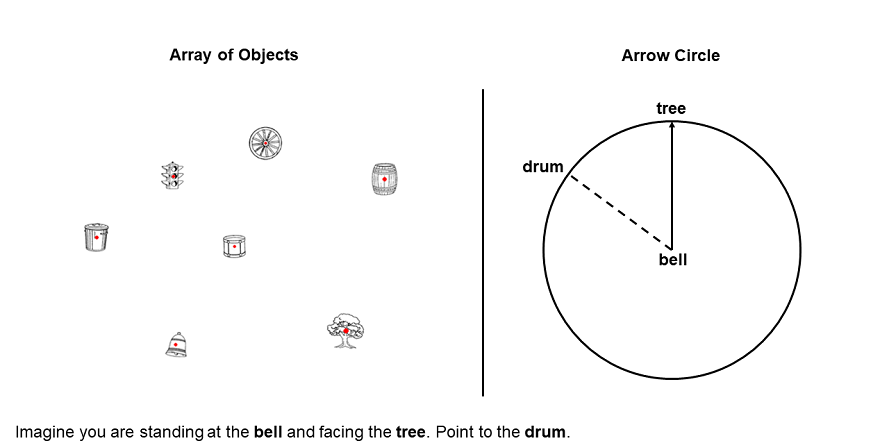 Array of Objects
Arrow Circle
tree
drum
bell
Imagine you are standing at the bell and facing the tree. Point to the drum.